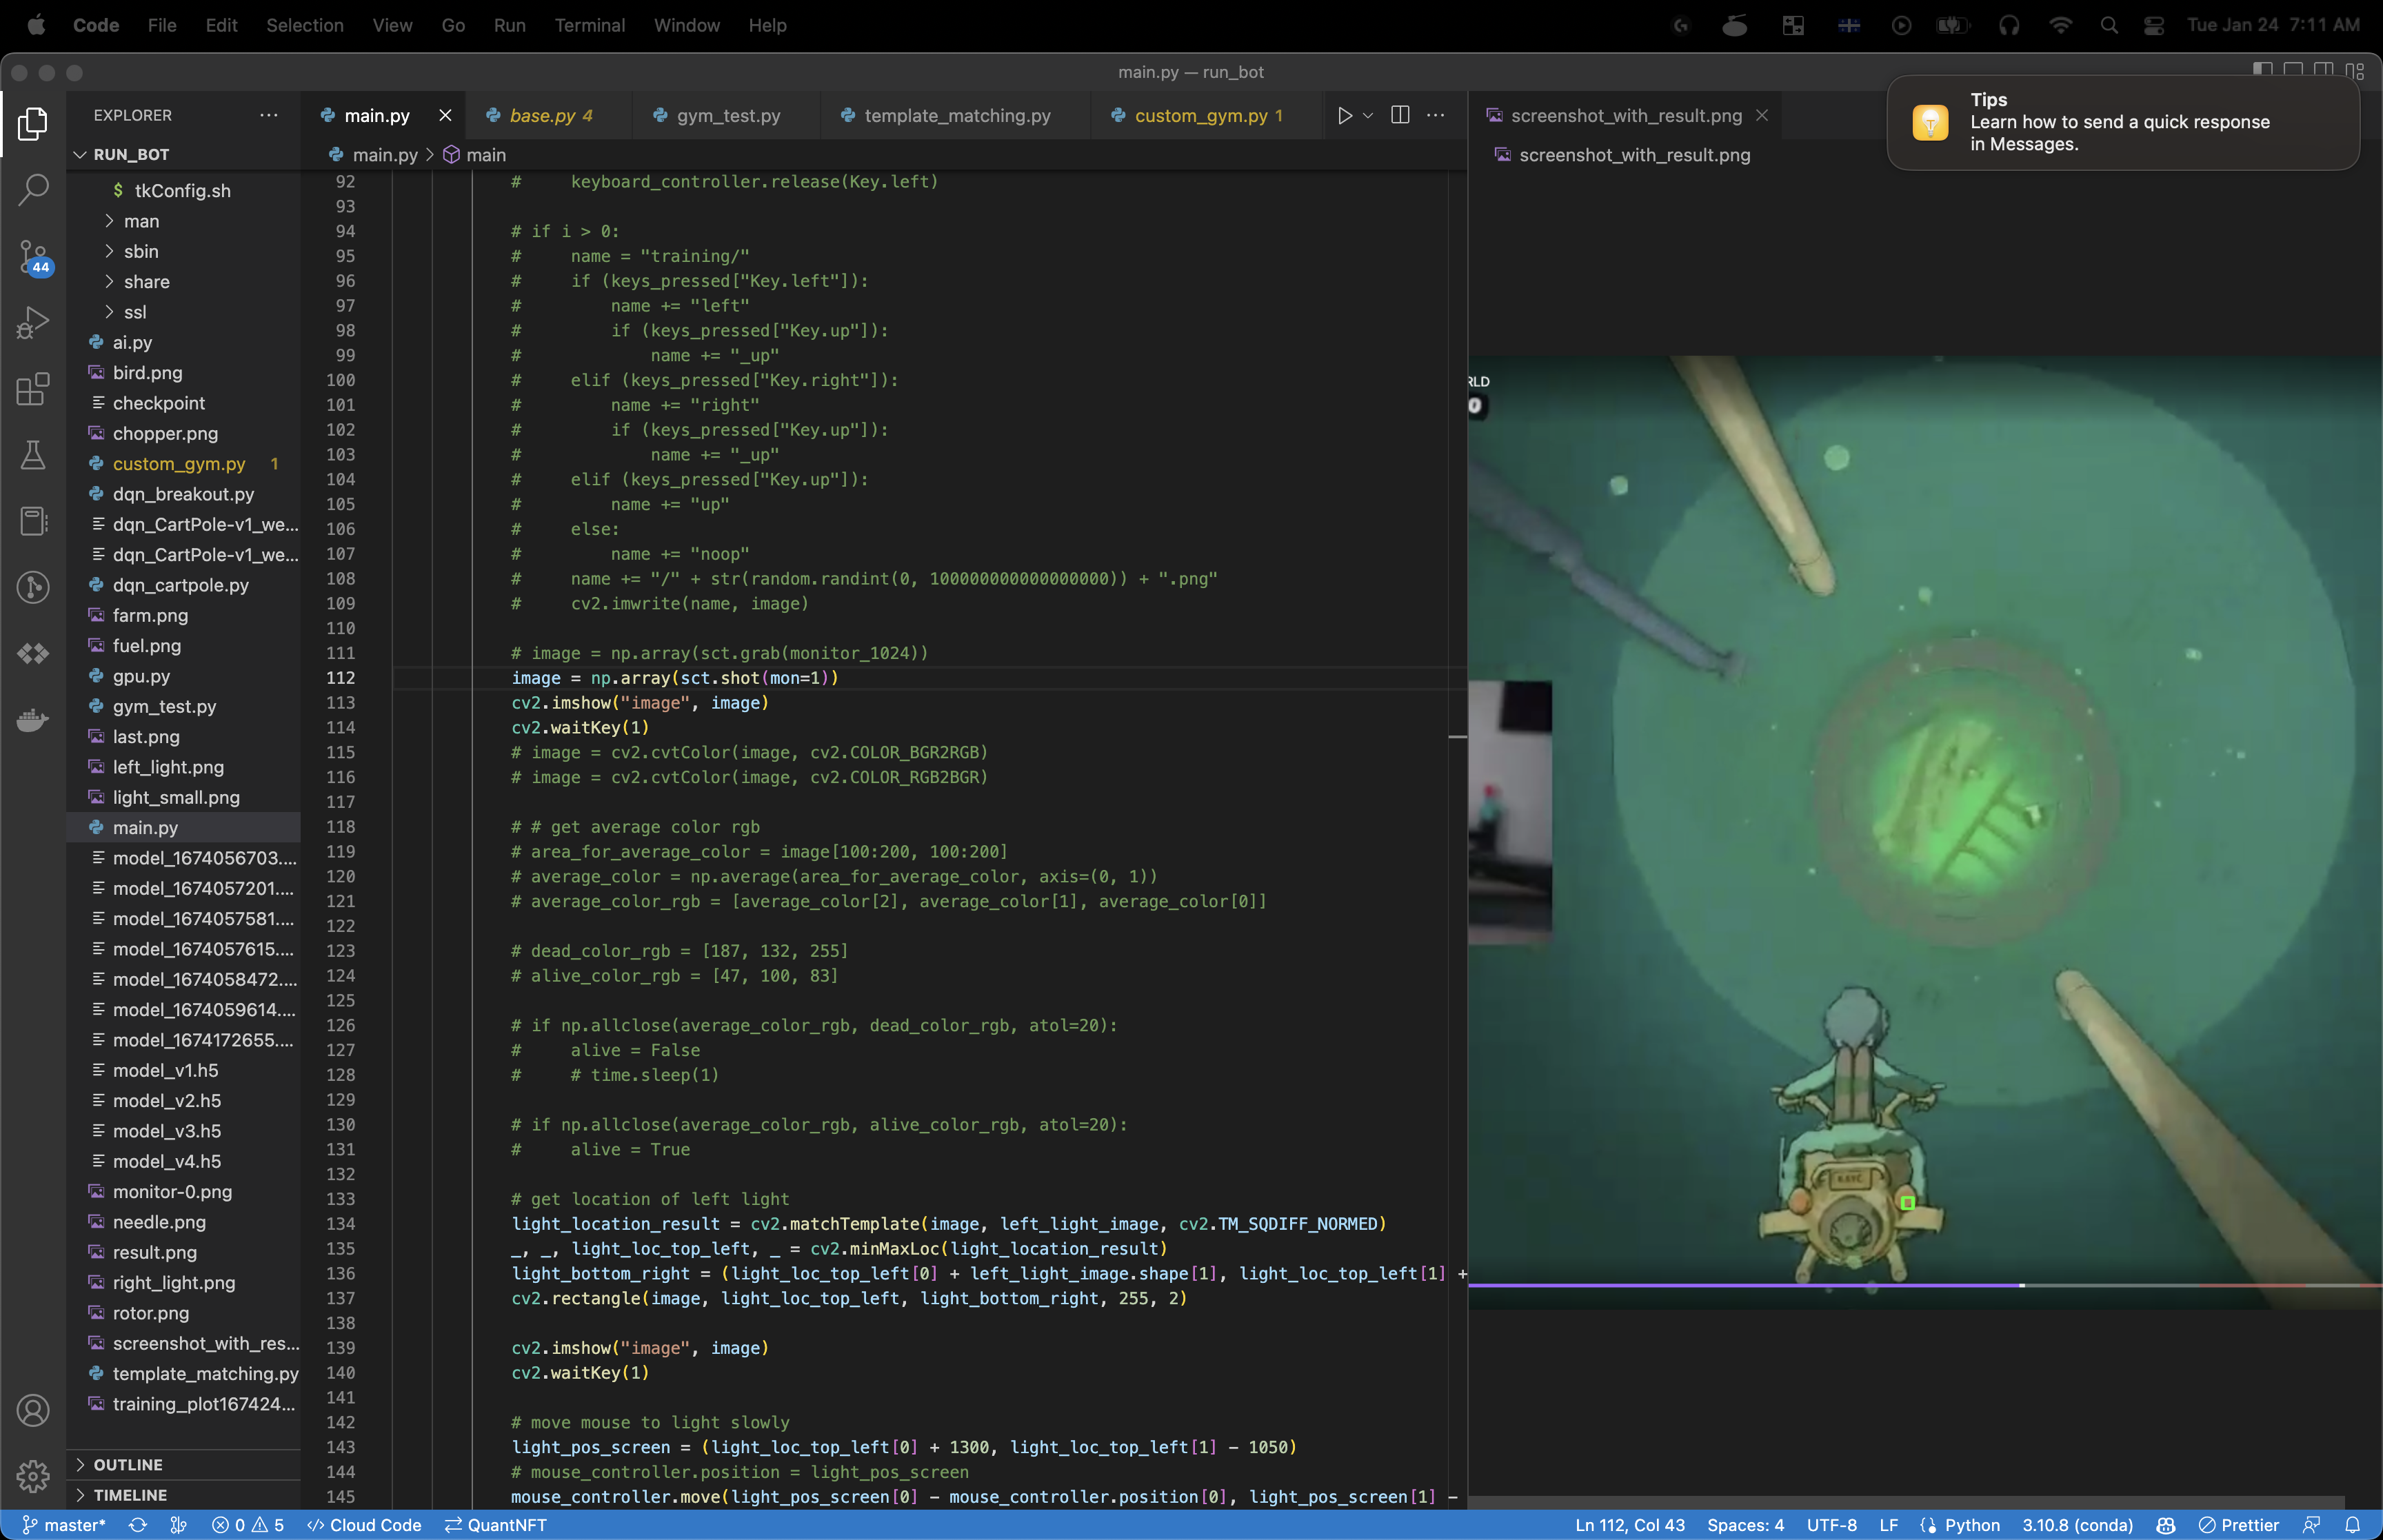 Code File Edit Selection View Go Run Terminal Window Help Tue Jan 24 7:11 AM
main.py — run_bot
Tips
Learn how to send a quick response
in Messages.
EXPLORER
RUN_BOT
$ tkConfig.sh
man
sbin
share
ssl
ai.py
bird.png
checkpoint
chopper.png
custom_gym.py 1
dqn_breakout.py
dqn_CartPole-v1_we...
dqn_CartPole-v1_we...
dqn_cartpole.py
farm.png
fuel.png
gpu.py
gym_test.py
last.png
left_light.png
light_small.png
main.py
model_1674056703....
model_1674057201....
model_1674057581....
model_1674057615....
model_1674058472....
model_1674059614....
model_1674172655....
model_v1.h5
model_v2.h5
model_v3.h5
model_v4.h5
monitor-0.png
needle.png
result.png
right_light.png
rotor.png
screenshot_with_res...
template_matching.py
training_plot167424...
OUTLINE
TIMELINE
44
main.py base.py 4 gym_test.py template_matching.py custom_gym.py 1
main.py > main
92 #     keyboard_controller.release(Key.left)
93
94 # if i > 0:
95 #     name = "training/"
96 #     if (keys_pressed["Key.left"]):
97 #         name += "left"
98 #         if (keys_pressed["Key.up"]):
99 #             name += "_up"
100 #     elif (keys_pressed["Key.right"]):
101 #         name += "right"
102 #         if (keys_pressed["Key.up"]):
103 #             name += "_up"
104 #     elif (keys_pressed["Key.up"]):
105 #         name += "up"
106 #     else:
107 #         name += "noop"
108 #     name += "/" + str(random.randint(0, 100000000000000000)) + ".png"
109 #     cv2.imwrite(name, image)
110
111 # image = np.array(sct.grab(monitor_1024))
112 image = np.array(sct.shot(mon=1))
113 cv2.imshow("image", image)
114 cv2.waitKey(1)
115 # image = cv2.cvtColor(image, cv2.COLOR_BGR2RGB)
116 # image = cv2.cvtColor(image, cv2.COLOR_RGB2BGR)
117
118 # # get average color rgb
119 # area_for_average_color = image[100:200, 100:200]
120 # average_color = np.average(area_for_average_color, axis=(0, 1))
121 # average_color_rgb = [average_color[2], average_color[1], average_color[0]]
122
123 # dead_color_rgb = [187, 132, 255]
124 # alive_color_rgb = [47, 100, 83]
125
126 # if np.allclose(average_color_rgb, dead_color_rgb, atol=20):
127 #     alive = False
128 #     # time.sleep(1)
129
130 # if np.allclose(average_color_rgb, alive_color_rgb, atol=20):
131 #     alive = True
132
133 # get location of left light
134 light_location_result = cv2.matchTemplate(image, left_light_image, cv2.TM_SQDIFF_NORMED)
135 _, _, light_loc_top_left, _ = cv2.minMaxLoc(light_location_result)
136 light_bottom_right = (light_loc_top_left[0] + left_light_image.shape[1], light_loc_top_left[1] +
137 cv2.rectangle(image, light_loc_top_left, light_bottom_right, 255, 2)
138
139 cv2.imshow("image", image)
140 cv2.waitKey(1)
141
142 # move mouse to light slowly
143 light_pos_screen = (light_loc_top_left[0] + 1300, light_loc_top_left[1] - 1050)
144 # mouse_controller.position = light_pos_screen
145 mouse_controller.move(light_pos_screen[0] - mouse_controller.position[0], light_pos_screen[1] -
screenshot_with_result.png
screenshot_with_result.png
RLD
0
master* 0 5 Cloud Code QuantNFT Ln 112, Col 43 Spaces: 4 UTF-8 LF Python 3.10.8 (conda) Prettier